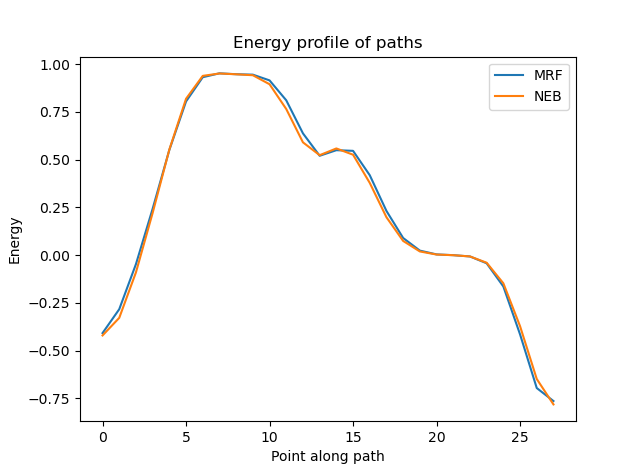 Energy profile of paths
MRF
NEB
1.00
0.75
0.50
0.25
0.00
−0.25
−0.50
−0.75
Energy
0 5 10 15 20 25
Point along path